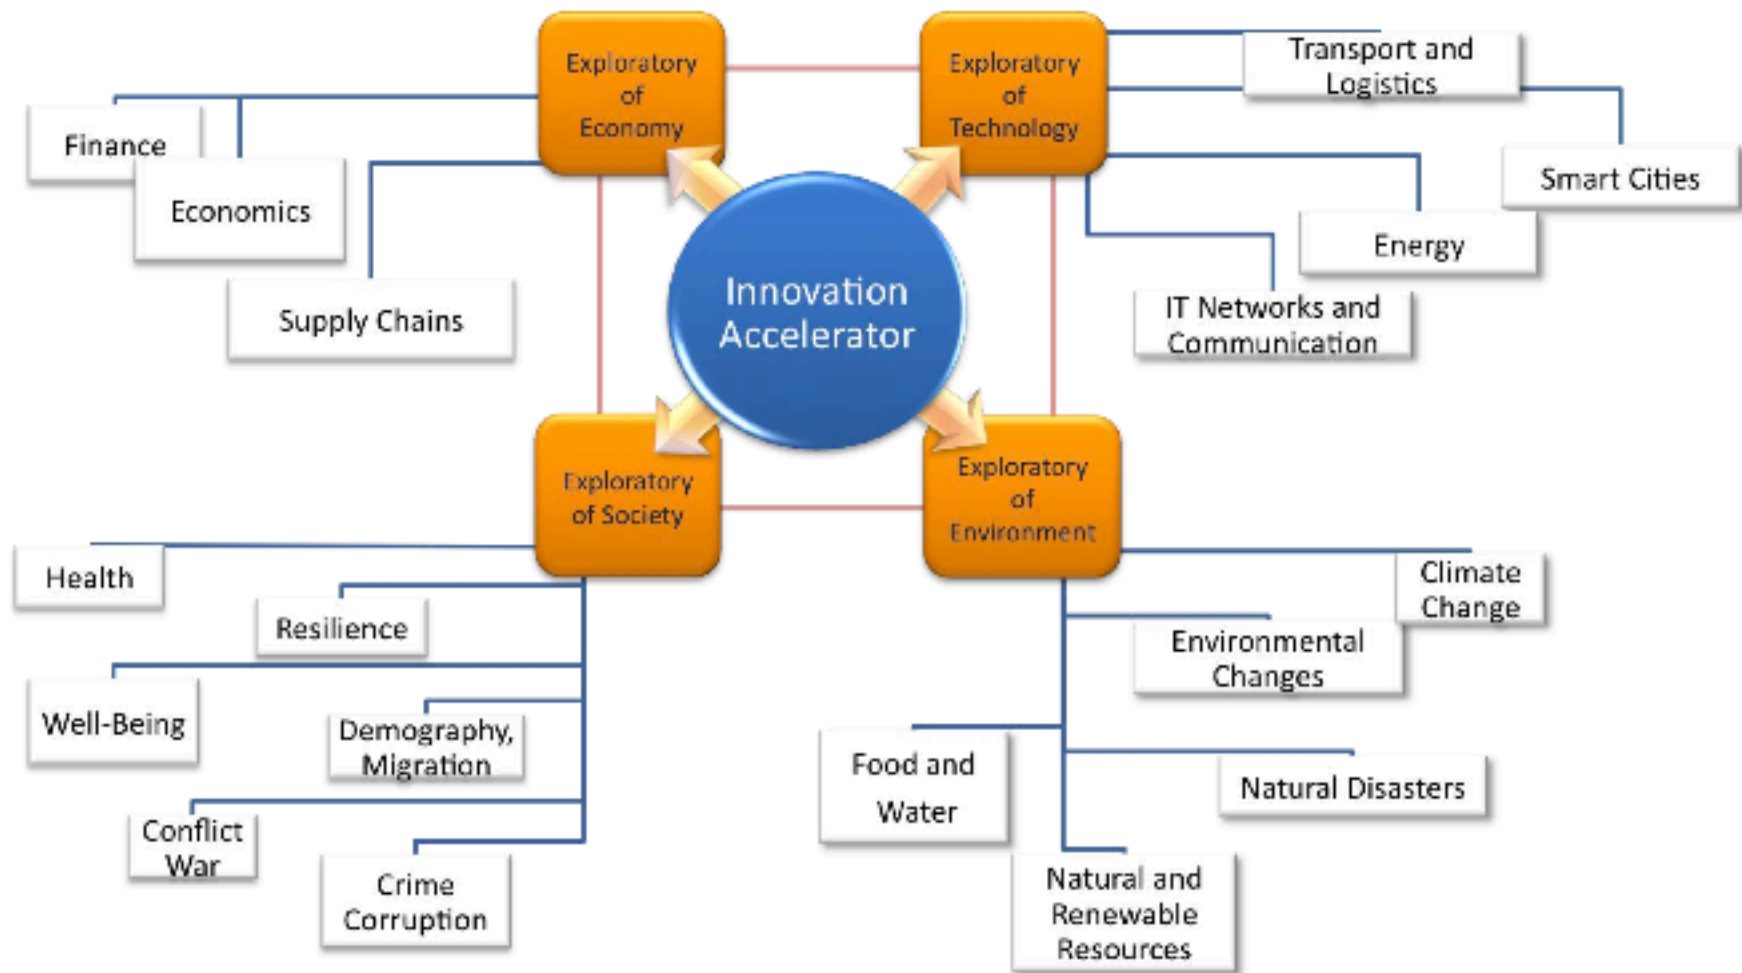 Exploratory
of
Economy
Exploratory
of
Technology
Transport and
Logistics
Finance
Economics
Supply Chains
Smart Cities
Energy
IT Networks and
Communication
Innovation
Accelerator
Exploratory
of Society
Exploratory
of
Environment
Health
Resilience
Well-Being
Demography,
Migration
Conflict
War
Crime
Corruption
Climate
Change
Environmental
Changes
Food and
Water
Natural Disasters
Natural and
Renewable
Resources